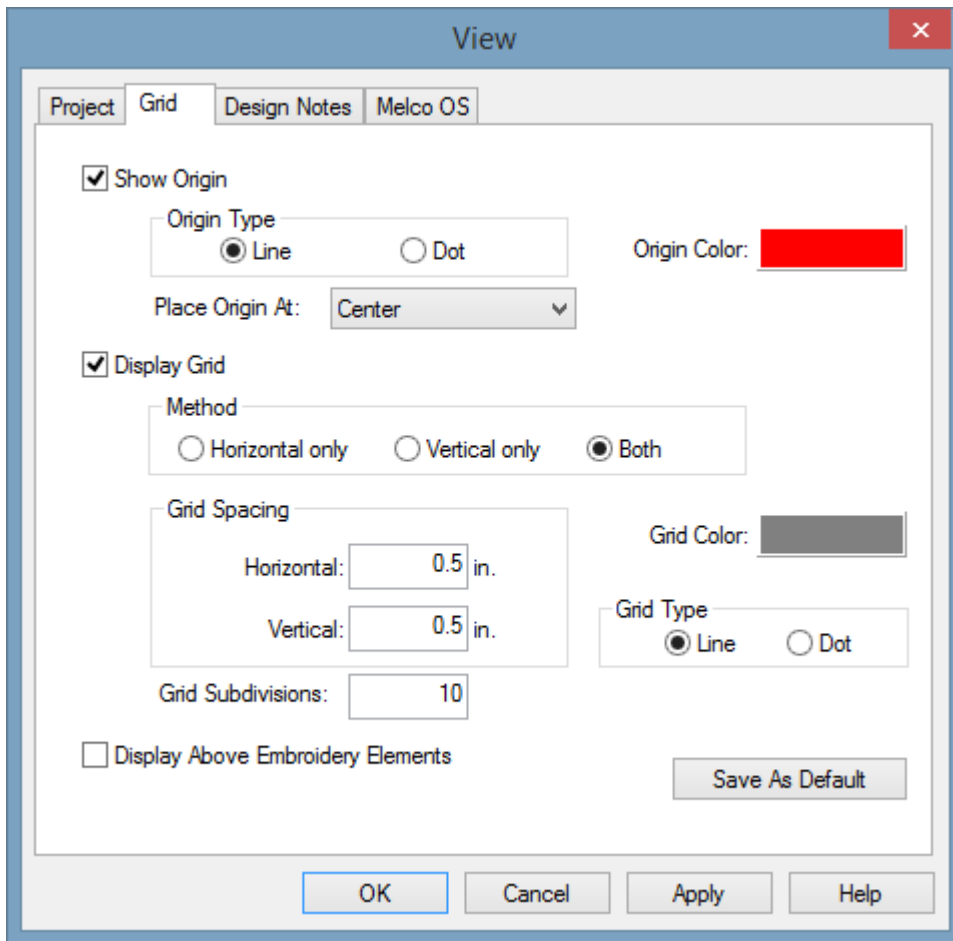 View
Project Grid Design Notes Melco OS
Show Origin
Origin Type
Line Dot
Origin Color:
Place Origin At: Center
Display Grid
Method
Horizontal only Vertical only Both
Grid Spacing
Horizontal: 0.5 in.
Vertical: 0.5 in.
Grid Color:
Grid Type
Line Dot
Grid Subdivisions: 10
Display Above Embroidery Elements
Save As Default
OK Cancel Apply Help